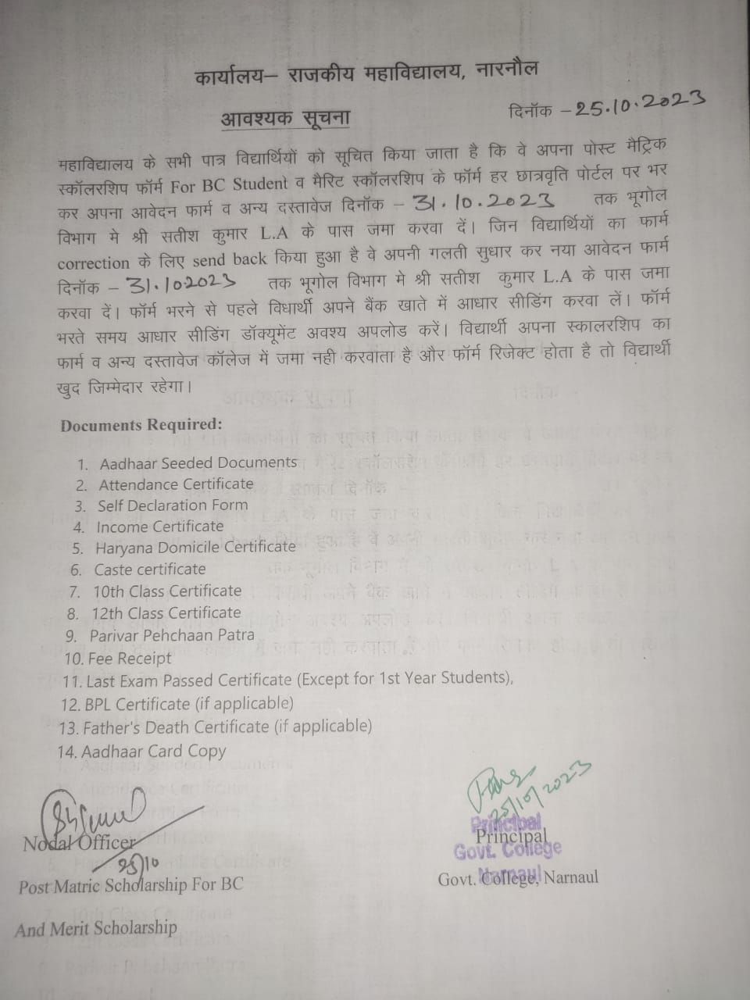 कार्यालय– राजकीय महाविद्यालय, नारनौल
आवश्यक सूचना
दिनॉक –25.10.2023
महाविद्यालय के सभी पात्र विद्यार्थियों को सूचित किया जाता है कि वे अपना पोस्ट मैट्रिक
स्कॉलरशिप फॉर्म For BC Student व मैरिट स्कॉलरशिप के फॉर्म हर छात्रवृति पोर्टल पर भर
कर अपना आवेदन फार्म व अन्य दस्तावेज दिनॉक – 31.10.2023 तक भूगोल
विभाग मे श्री सतीश कुमार L.A के पास जमा करवा दें। जिन विद्यार्थियों का फार्म
correction के लिए send back किया हुआ है वे अपनी गलती सुधार कर नया आवेदन फार्म
दिनॉक – 31.10.2023 तक भूगोल विभाग मे श्री सतीश कुमार L.A के पास जमा
करवा दें। फॉर्म भरने से पहले विधार्थी अपने बैंक खाते में आधार सीडिंग करवा लें। फॉर्म
भरते समय आधार सीडिंग डॉक्यूमेंट अवश्य अपलोड करें। विद्यार्थी अपना स्कालरशिप का
फार्म व अन्य दस्तावेज कॉलेज में जमा नही करवाता है और फॉर्म रिजेक्ट होता है तो विद्यार्थी
खुद जिम्मेदार रहेगा।
Documents Required:
1. Aadhaar Seeded Documents
2. Attendance Certificate
3. Self Declaration Form
4. Income Certificate
5. Haryana Domicile Certificate
6. Caste certificate
7. 10th Class Certificate
8. 12th Class Certificate
9. Parivar Pehchaan Patra
10. Fee Receipt
11. Last Exam Passed Certificate (Except for 1st Year Students),
12. BPL Certificate (if applicable)
13. Father's Death Certificate (if applicable)
14. Aadhaar Card Copy
Nodal Officer
25/10
Post Matric Scholarship For BC
And Merit Scholarship
25/10/2023
Principal
Govt. College
Narnaul
Principal
Govt. College, Narnaul